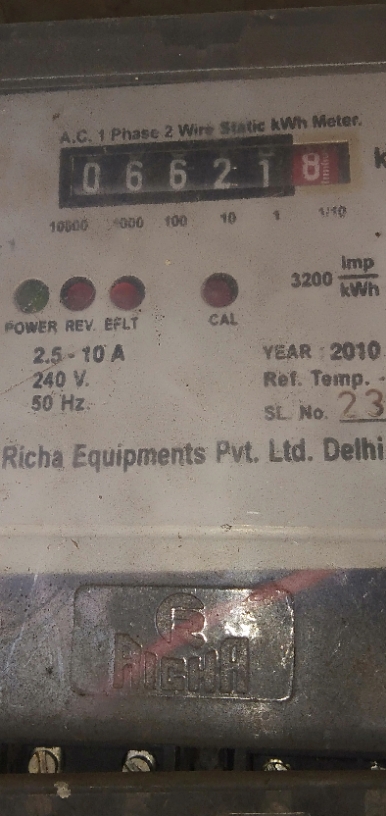 A.C. 1 Phase 2 Wire Static kWh Meter.
0 6 6 2 1 8 k
10000 1000 100 10 1 1/10
3200 Imp/kWh
POWER REV. EFLT CAL
2.5 - 10 A
240 V.
50 Hz.
YEAR : 2010
Ref. Temp. -
SL. No. 23
Richa Equipments Pvt. Ltd. Delhi
R
RICHA